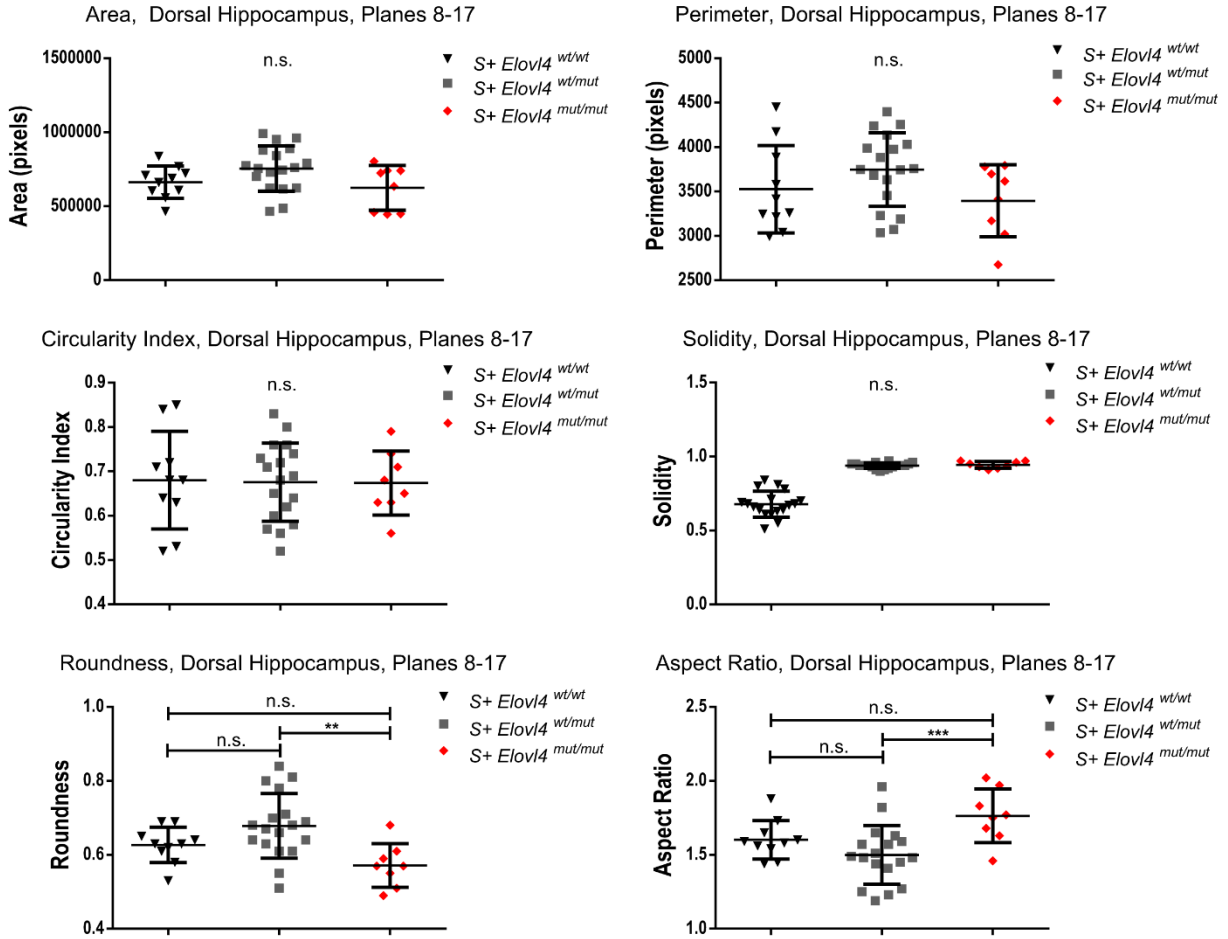 Area, Dorsal Hippocampus, Planes 8-17
Area (pixels)
1500000
1000000
500000
0
n.s.
S+ Elovl4 wt/wt
S+ Elovl4 wt/mut
S+ Elovl4 mut/mut
Perimeter, Dorsal Hippocampus, Planes 8-17
Perimeter (pixels)
5000
4500
4000
3500
3000
2500
n.s.
S+ Elovl4 wt/wt
S+ Elovl4 wt/mut
S+ Elovl4 mut/mut
Circularity Index, Dorsal Hippocampus, Planes 8-17
Circularity Index
0.9
0.8
0.7
0.6
0.5
0.4
n.s.
S+ Elovl4 wt/wt
S+ Elovl4 wt/mut
S+ Elovl4 mut/mut
Solidity, Dorsal Hippocampus, Planes 8-17
Solidity
1.5
1.0
0.5
0.0
n.s.
S+ Elovl4 wt/wt
S+ Elovl4 wt/mut
S+ Elovl4 mut/mut
Roundness, Dorsal Hippocampus, Planes 8-17
Roundness
1.0
0.8
0.6
0.4
n.s.
n.s.
**
S+ Elovl4 wt/wt
S+ Elovl4 wt/mut
S+ Elovl4 mut/mut
Aspect Ratio, Dorsal Hippocampus, Planes 8-17
Aspect Ratio
2.5
2.0
1.5
1.0
n.s.
n.s.
***
S+ Elovl4 wt/wt
S+ Elovl4 wt/mut
S+ Elovl4 mut/mut